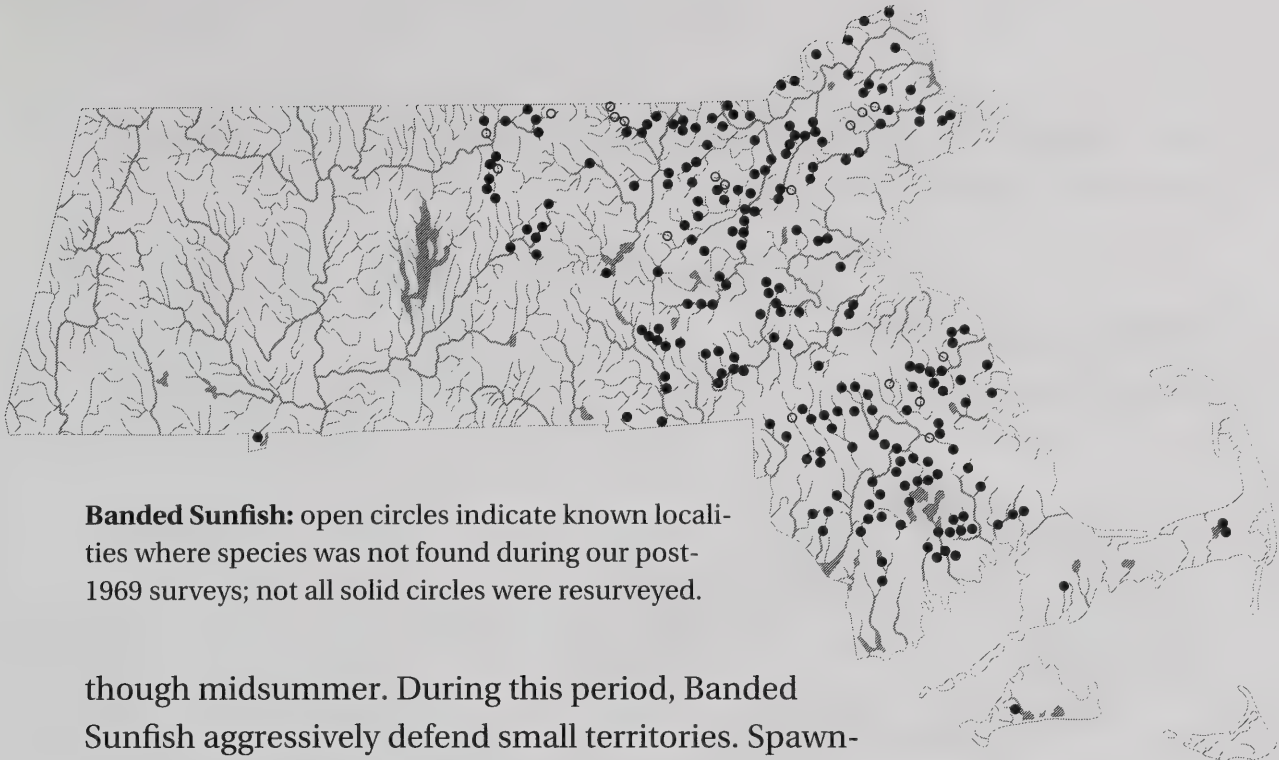 Banded Sunfish: open circles indicate known locali-
ties where species was not found during our post-
1969 surveys; not all solid circles were resurveyed.
though midsummer. During this period, Banded
Sunfish aggressively defend small territories. Spawn-